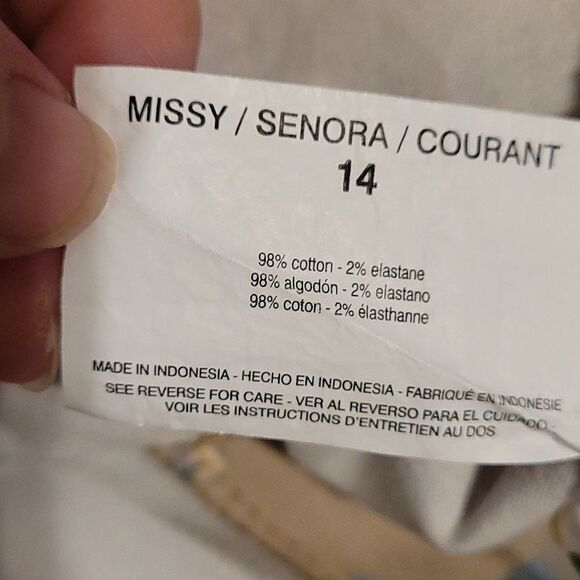 MISSY / SENORA / COURANT
14
98% cotton - 2% elastane
98% algodón - 2% elastano
98% coton - 2% élasthanne
MADE IN INDONESIA - HECHO EN INDONESIA - FABRIQUÉ EN INDONÉSIE
SEE REVERSE FOR CARE - VER AL REVERSO PARA EL CUIDADO -
VOIR LES INSTRUCTIONS D'ENTRETIEN AU DOS